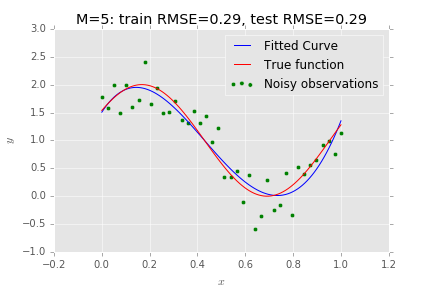 M=5: train RMSE=0.29, test RMSE=0.29
3.0
2.5
2.0
1.5
1.0
0.5
0.0
−0.5
−1.0
y
Fitted Curve
True function
Noisy observations
−0.2 0.0 0.2 0.4 0.6 0.8 1.0 1.2
x